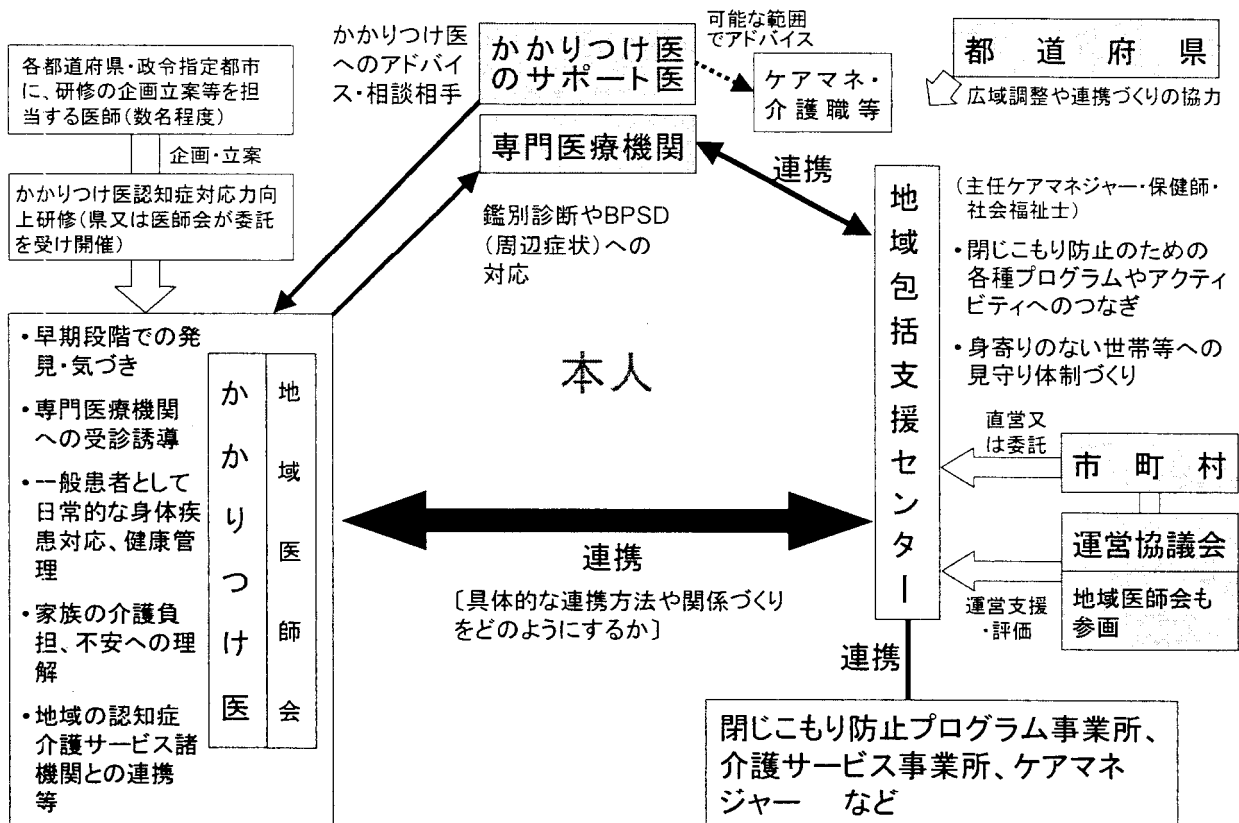 各都道府県・政令指定都市
に、研修の企画立案等を担
当する医師(数名程度)
企画・立案
かかりつけ医認知症対応力向
上研修(県又は医師会が委託
を受け開催)
かかりつけ医
へのアドバイ
ス・相談相手
かかりつけ医
のサポート医
可能な範囲
でアドバイス
ケアマネ・
介護職等
都道府県
広域調整や連携づくりの協力
専門医療機関
連携
鑑別診断やBPSD
(周辺症状)への
対応
・早期段階での発
見・気づき
・専門医療機関
への受診誘導
・一般患者として
日常的な身体疾
患対応、健康管
理
・家族の介護負
担、不安への理
解
・地域の認知症
介護サービス諸
機関との連携
等
かかりつけ医
地域医師会
本人
連携
〔具体的な連携方法や関係づくり
をどのようにするか〕
地域包括支援センター
(主任ケアマネジャー・保健師・
社会福祉士)
・閉じこもり防止のための
各種プログラムやアクティ
ビティへのつなぎ
・身寄りのない世帯等への
見守り体制づくり
直営又
は委託
市町村
運営協議会
地域医師会も
参画
運営支援
・評価
連携
閉じこもり防止プログラム事業所、
介護サービス事業所、ケアマネ
ジャー など